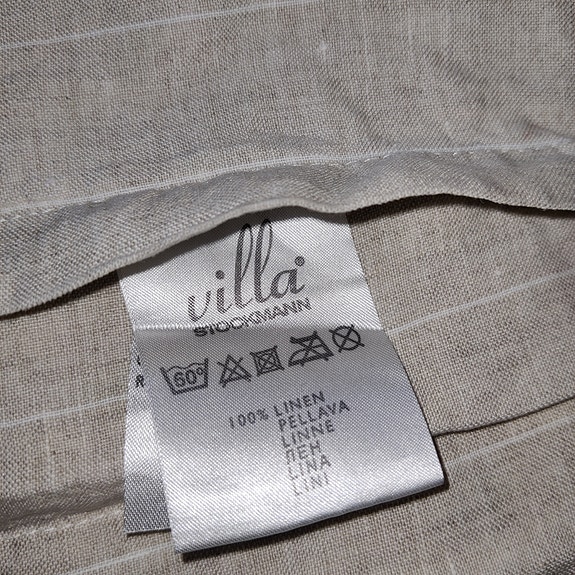 villa®
STOCKMANN
60°
100% LINEN
PELLAVA
LINNE
ЛЕН
LINA
LINI
R